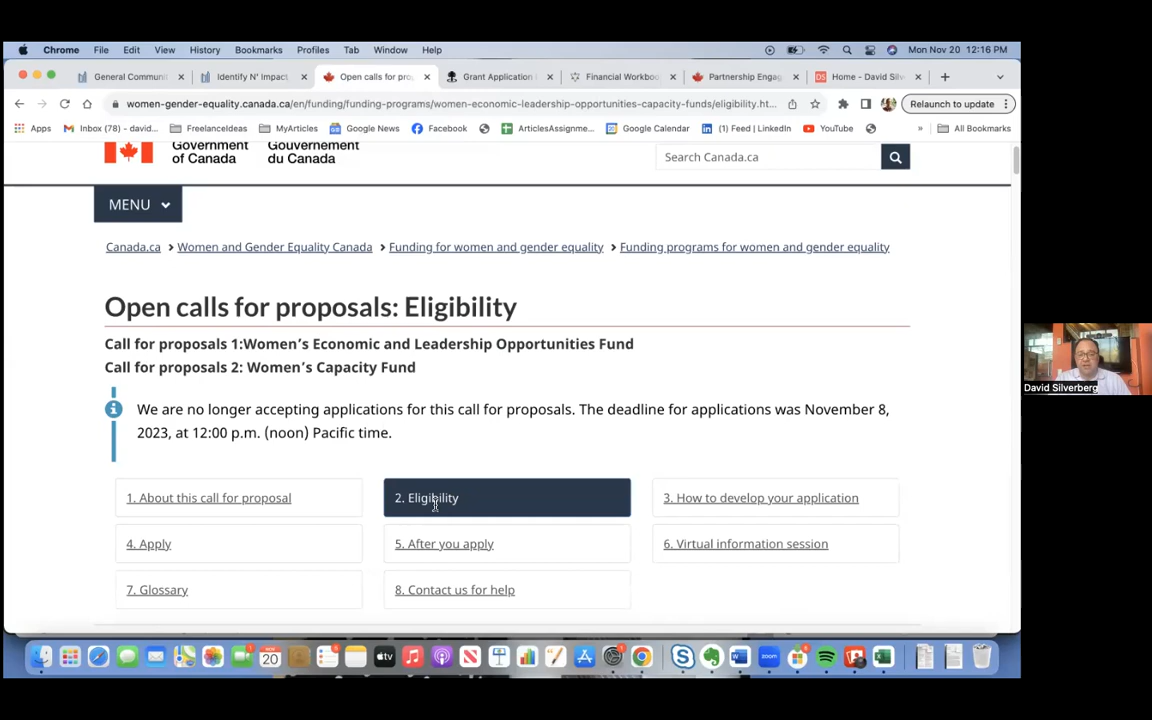 Chrome File Edit View History Bookmarks Profiles Tab Window Help Mon Nov 20 12:16 PM
General Communi Identify N' Impact Open calls for pro Grant Application Financial Workboo Partnership Engag Home - David Silve
women-gender-equality.canada.ca/en/funding/funding-programs/women-economic-leadership-opportunities-capacity-funds/eligibility.ht... Relaunch to update
Apps Inbox (78) - david... FreelanceIdeas MyArticles Google News Facebook ArticlesAssignme... Google Calendar (1) Feed | LinkedIn YouTube » All Bookmarks
Government of Canada
Gouvernement du Canada
Search Canada.ca
MENU
Canada.ca > Women and Gender Equality Canada > Funding for women and gender equality > Funding programs for women and gender equality
Open calls for proposals: Eligibility
Call for proposals 1:Women’s Economic and Leadership Opportunities Fund
Call for proposals 2: Women’s Capacity Fund
We are no longer accepting applications for this call for proposals. The deadline for applications was November 8,
2023, at 12:00 p.m. (noon) Pacific time.
1. About this call for proposal 2. Eligibility 3. How to develop your application
4. Apply 5. After you apply 6. Virtual information session
7. Glossary 8. Contact us for help
David Silverberg
NOV
20
tv